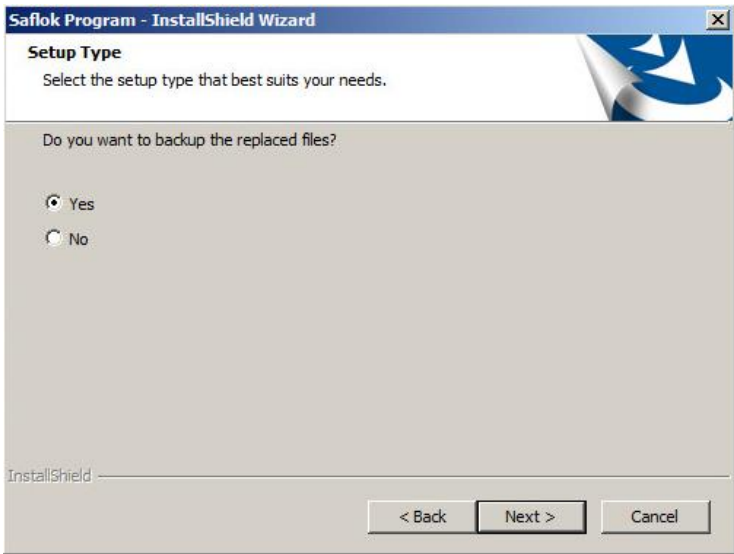 Saflok Program - InstallShield Wizard
Setup Type
Select the setup type that best suits your needs.
Do you want to backup the replaced files?
Yes
No
InstallShield
< Back Next > Cancel